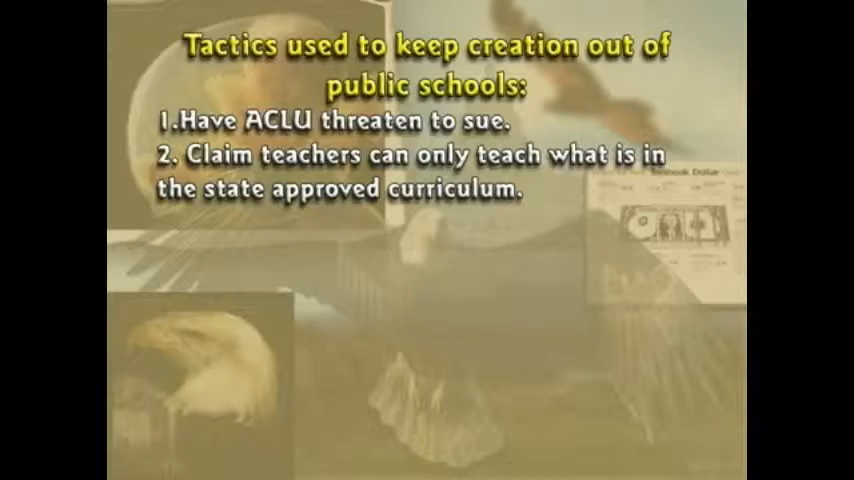 Tactics used to keep creation out of
public schools:
1.Have ACLU threaten to sue.
2. Claim teachers can only teach what is in
the state approved curriculum.